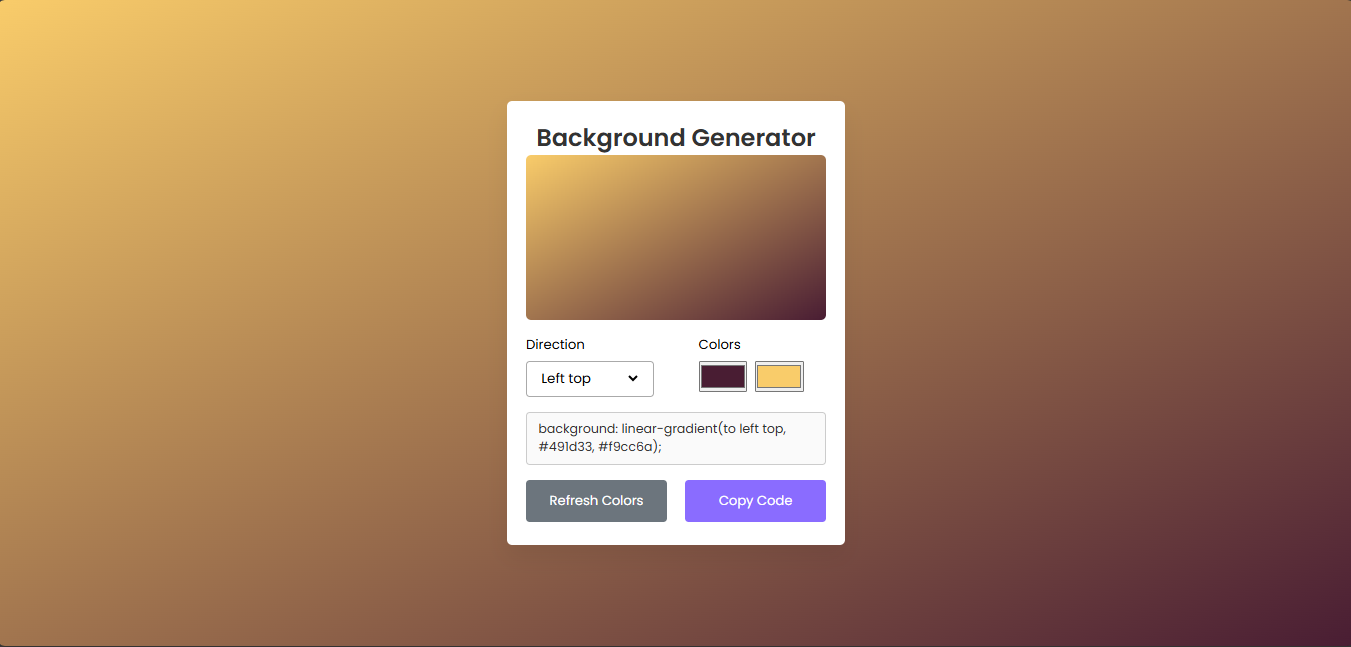 Background Generator
Direction
Colors
Left top
background: linear-gradient(to left top,
#491d33, #f9cc6a);
Refresh Colors
Copy Code